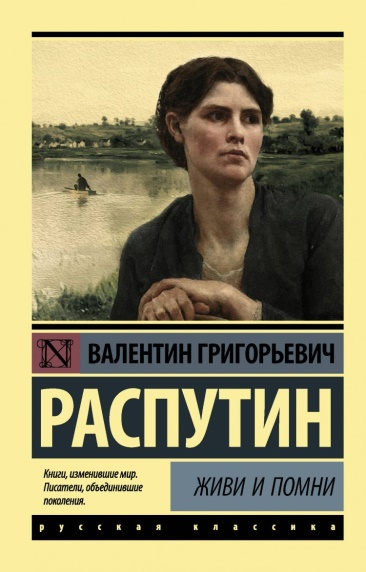 N
ВАЛЕНТИН ГРИГОРЬЕВИЧ
РАСПУТИН
Книги, изменившие мир.
Писатели, объединившие
поколения.
ЖИВИ И ПОМНИ
русская классика